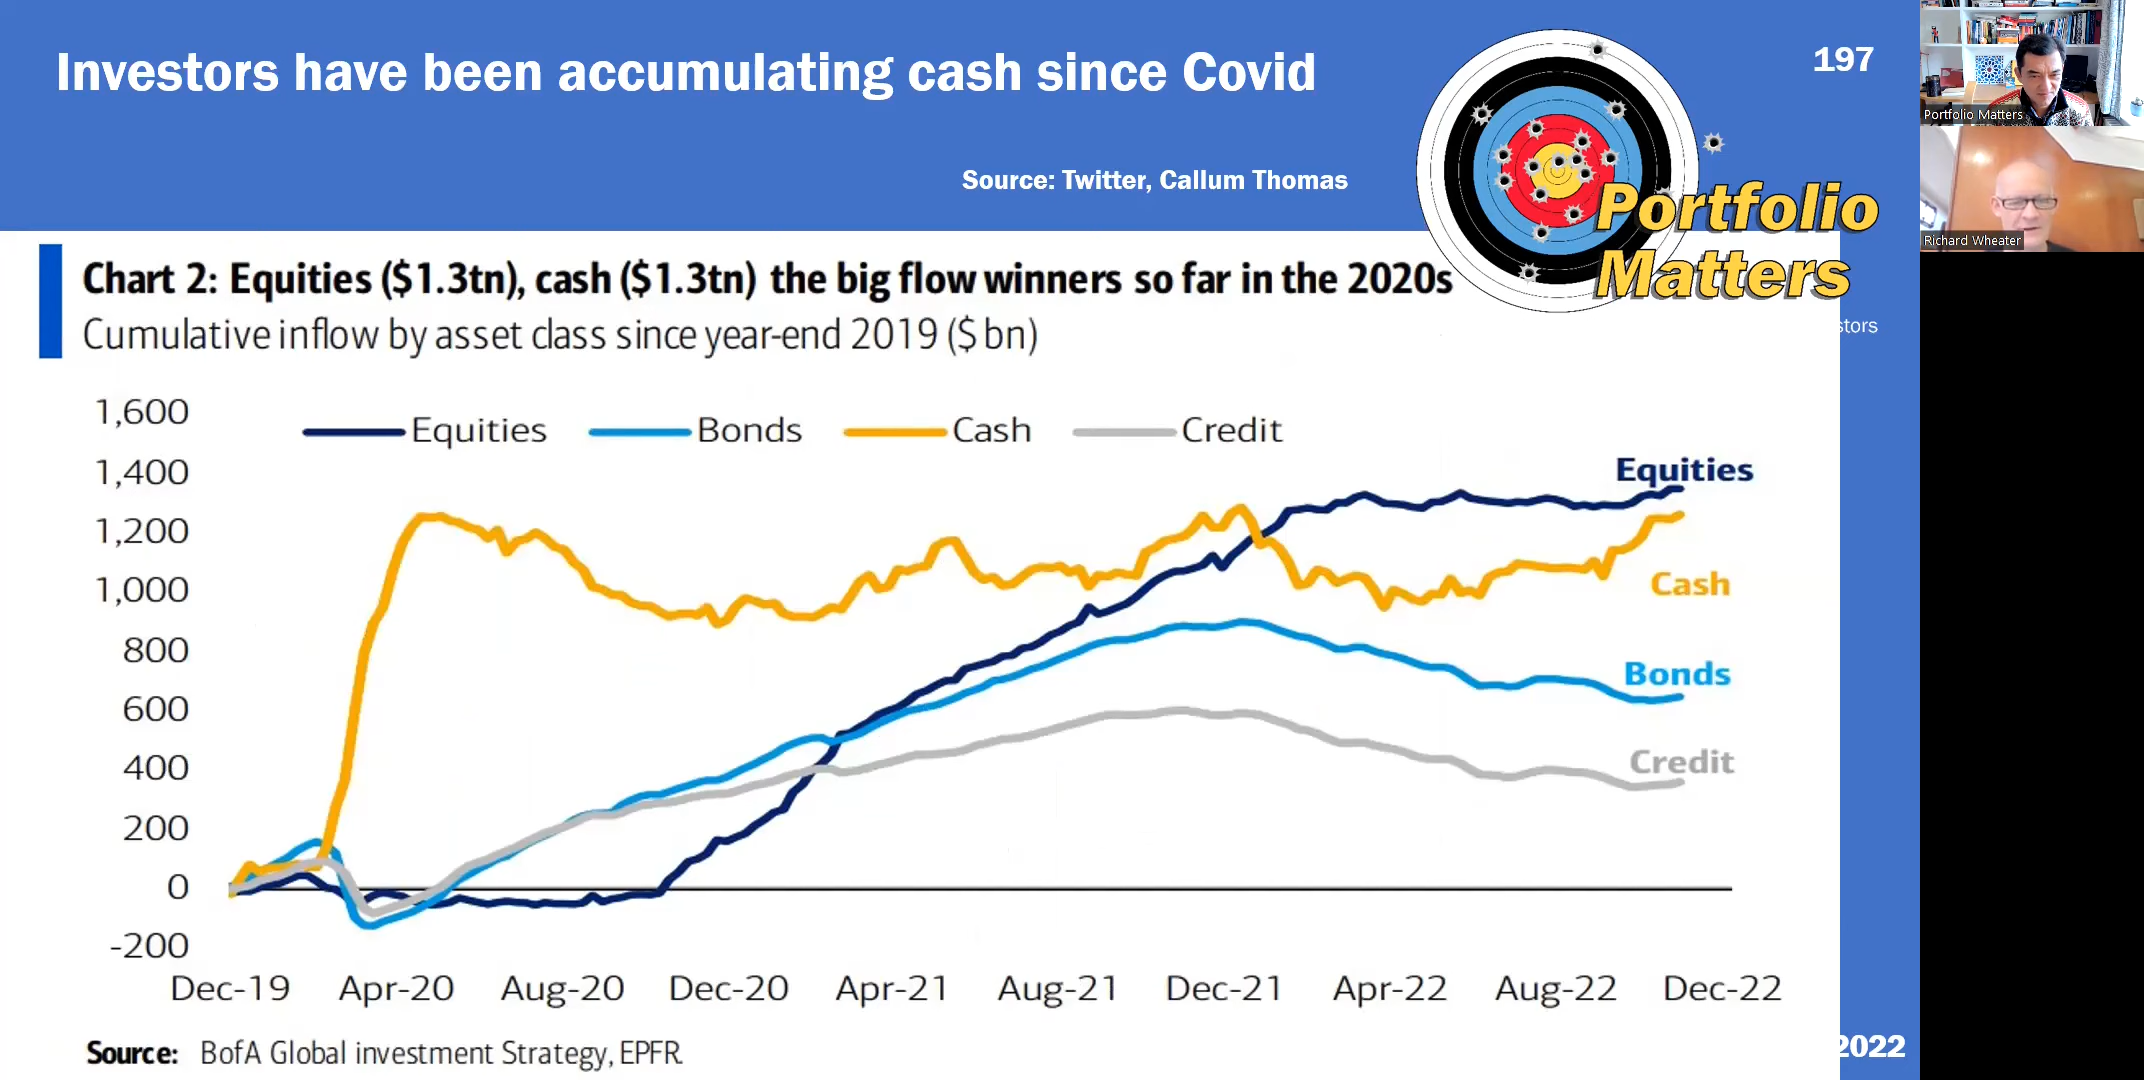 Investors have been accumulating cash since Covid
197
Source: Twitter, Callum Thomas
Portfolio
Matters
Portfolio Matters
Richard Wheater
Chart 2: Equities ($1.3tn), cash ($1.3tn) the big flow winners so far in the 2020s
Cumulative inflow by asset class since year-end 2019 ($ bn)
stors
1,600
1,400
1,200
1,000
800
600
400
200
0
-200
Equities Bonds Cash Credit
Equities
Cash
Bonds
Credit
Dec-19 Apr-20 Aug-20 Dec-20 Apr-21 Aug-21 Dec-21 Apr-22 Aug-22 Dec-22
Source: BofA Global investment Strategy, EPFR
2022